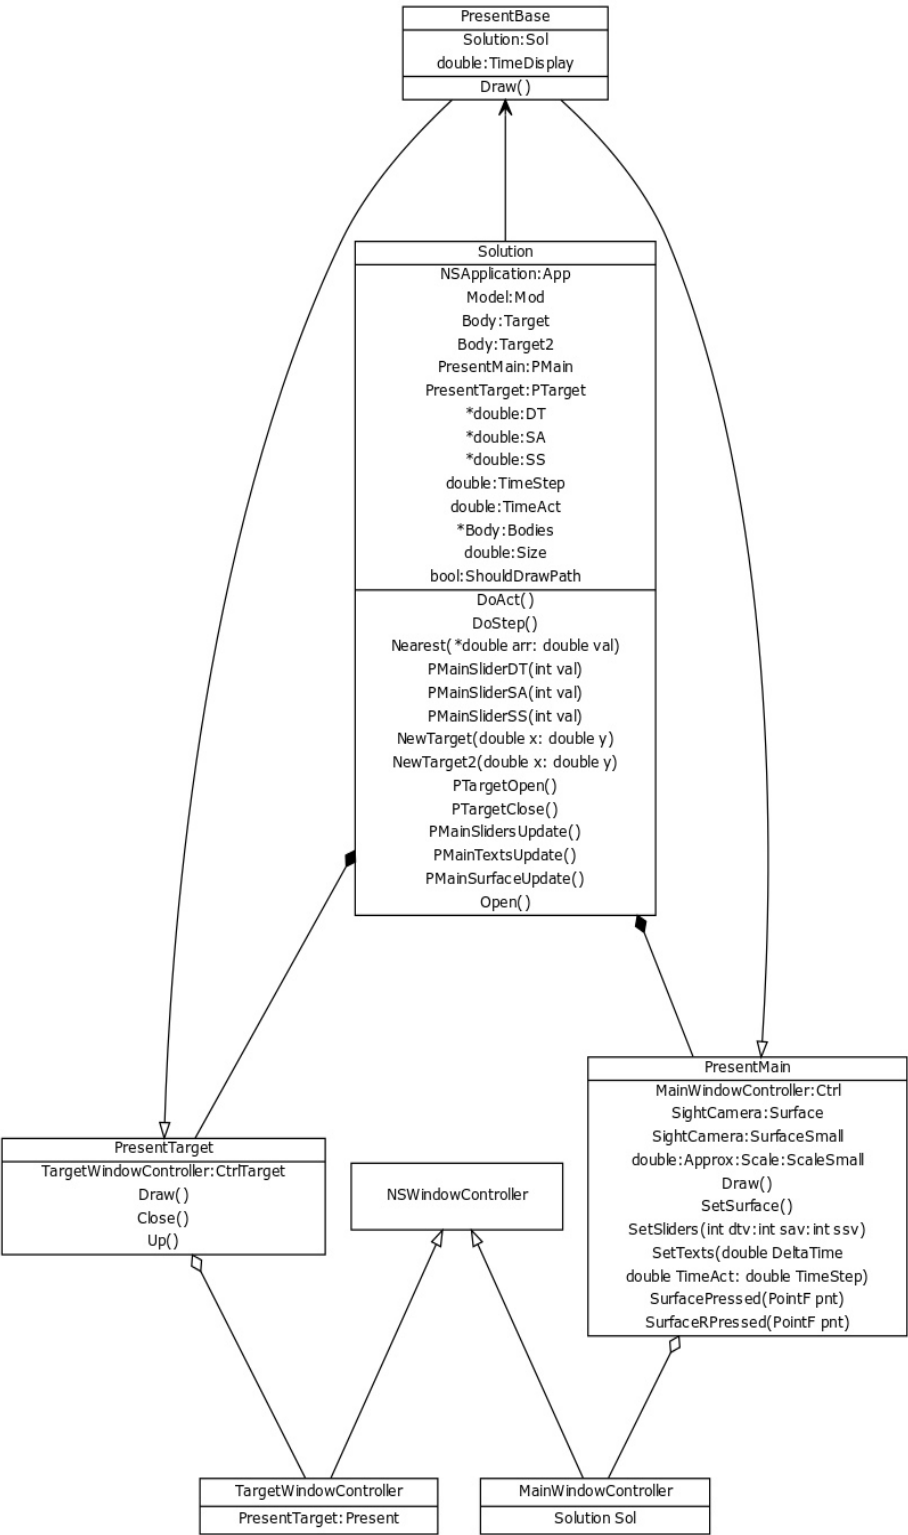 PresentBase
Solution:Sol
double:TimeDisplay
Draw()
Solution
NSApplication:App
Model:Mod
Body:Target
Body:Target2
PresentMain:PMain
PresentTarget:PTarget
*double:DT
*double:SA
*double:SS
double:TimeStep
double:TimeAct
*Body:Bodies
double:Size
bool:ShouldDrawPath
DoAct()
DoStep()
Nearest(*double arr: double val)
PMainSliderDT(int val)
PMainSliderSA(int val)
PMainSliderSS(int val)
NewTarget(double x: double y)
NewTarget2(double x: double y)
PTargetOpen()
PTargetClose()
PMainSlidersUpdate()
PMainTextsUpdate()
PMainSurfaceUpdate()
Open()
PresentMain
MainWindowController:Ctrl
SightCamera:Surface
SightCamera:SurfaceSmall
double:Approx:Scale:ScaleSmall
Draw()
SetSurface()
SetSliders(int dtv:int sav:int ssv)
SetTexts(double DeltaTime
double TimeAct: double TimeStep)
SurfacePressed(PointF pnt)
SurfaceRPressed(PointF pnt)
PresentTarget
TargetWindowController:CtrlTarget
Draw()
Close()
Up()
NSWindowController
TargetWindowController
PresentTarget:Present
MainWindowController
Solution Sol